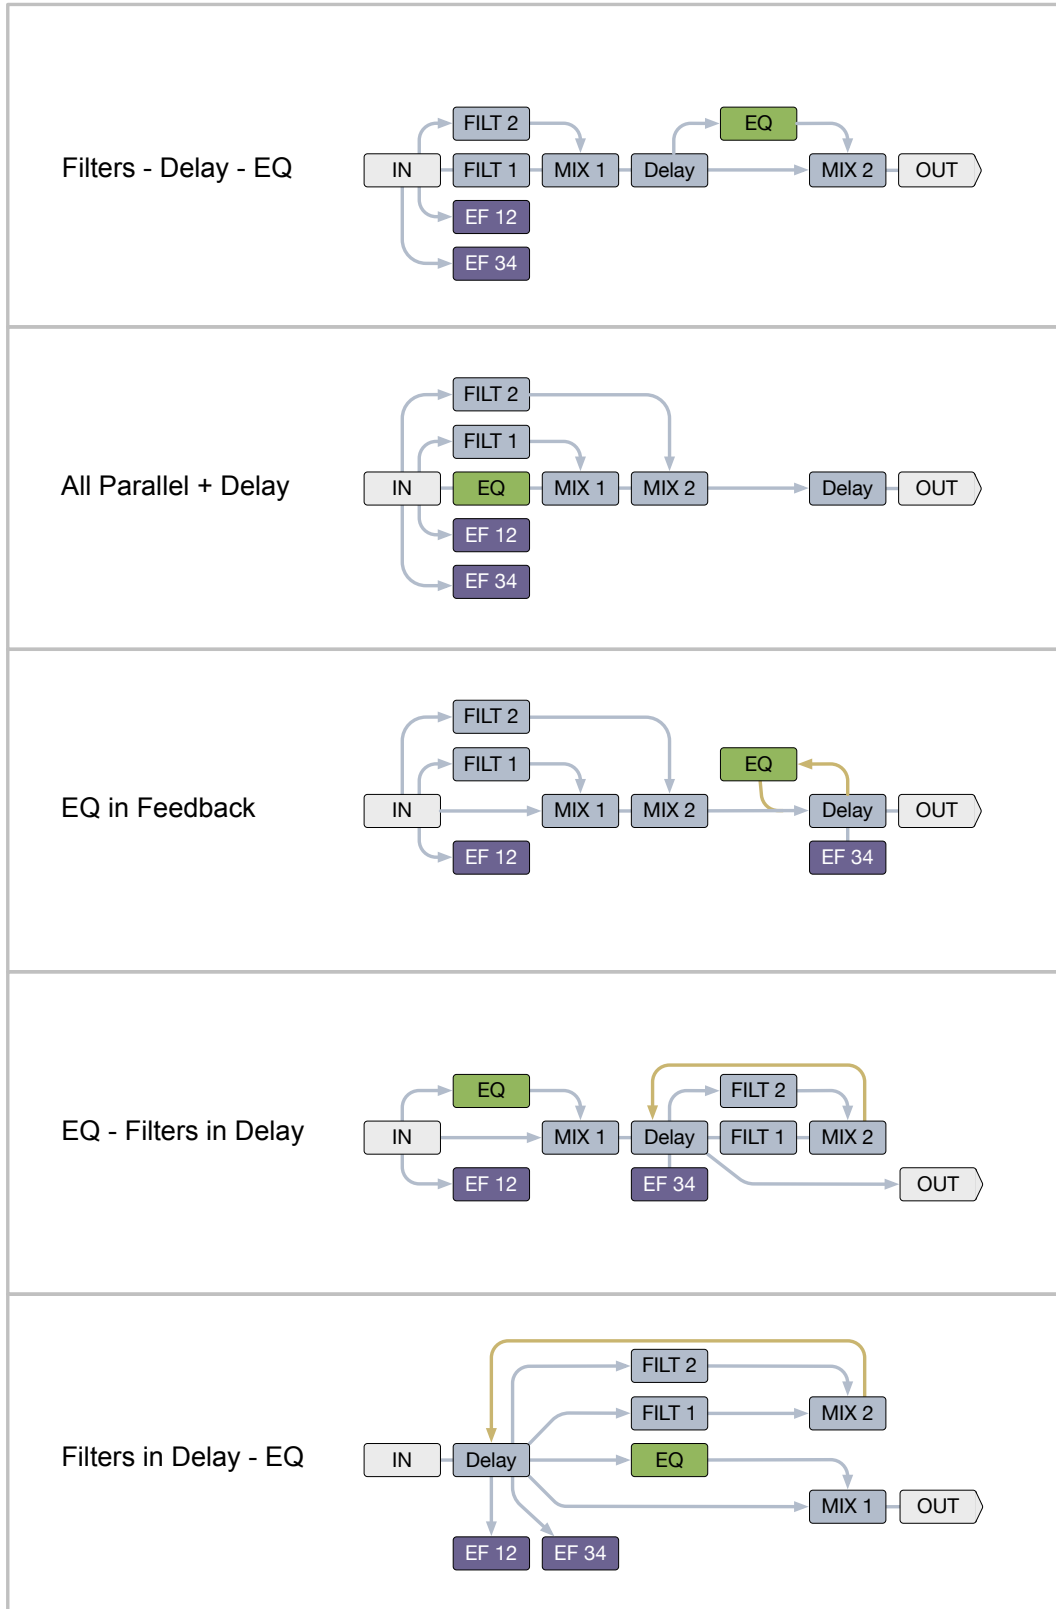 FILT 2
EQ
Filters - Delay - EQ
IN
FILT 1
MIX 1
Delay
MIX 2
OUT
EF 12
EF 34
FILT 2
FILT 1
All Parallel + Delay
IN
EQ
MIX 1
MIX 2
Delay
OUT
EF 12
EF 34
FILT 2
FILT 1
EQ
EQ in Feedback
IN
MIX 1
MIX 2
Delay
OUT
EF 12
EF 34
EQ
FILT 2
EQ - Filters in Delay
IN
MIX 1
Delay
FILT 1
MIX 2
EF 12
EF 34
OUT
FILT 2
FILT 1
MIX 2
Filters in Delay - EQ
IN
Delay
EQ
MIX 1
OUT
EF 12
EF 34